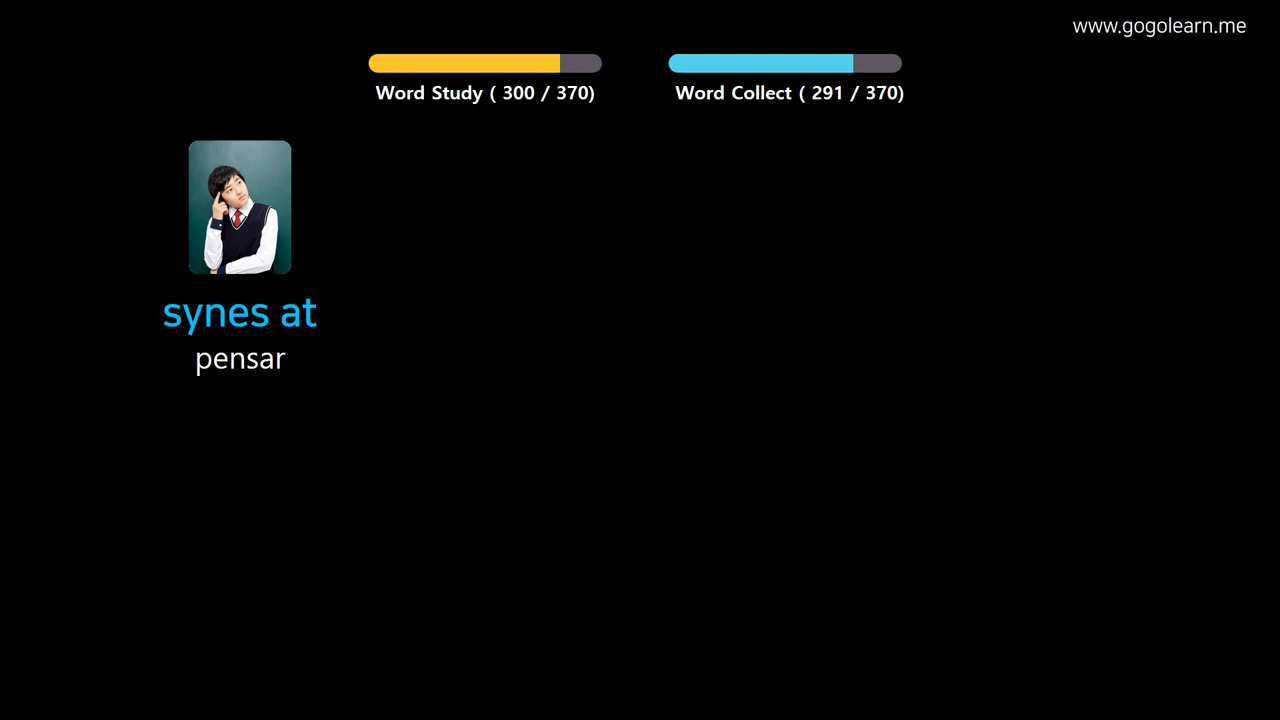 www.gogolearn.me
Word Study ( 300 / 370)
Word Collect ( 291 / 370)
synes at
pensar